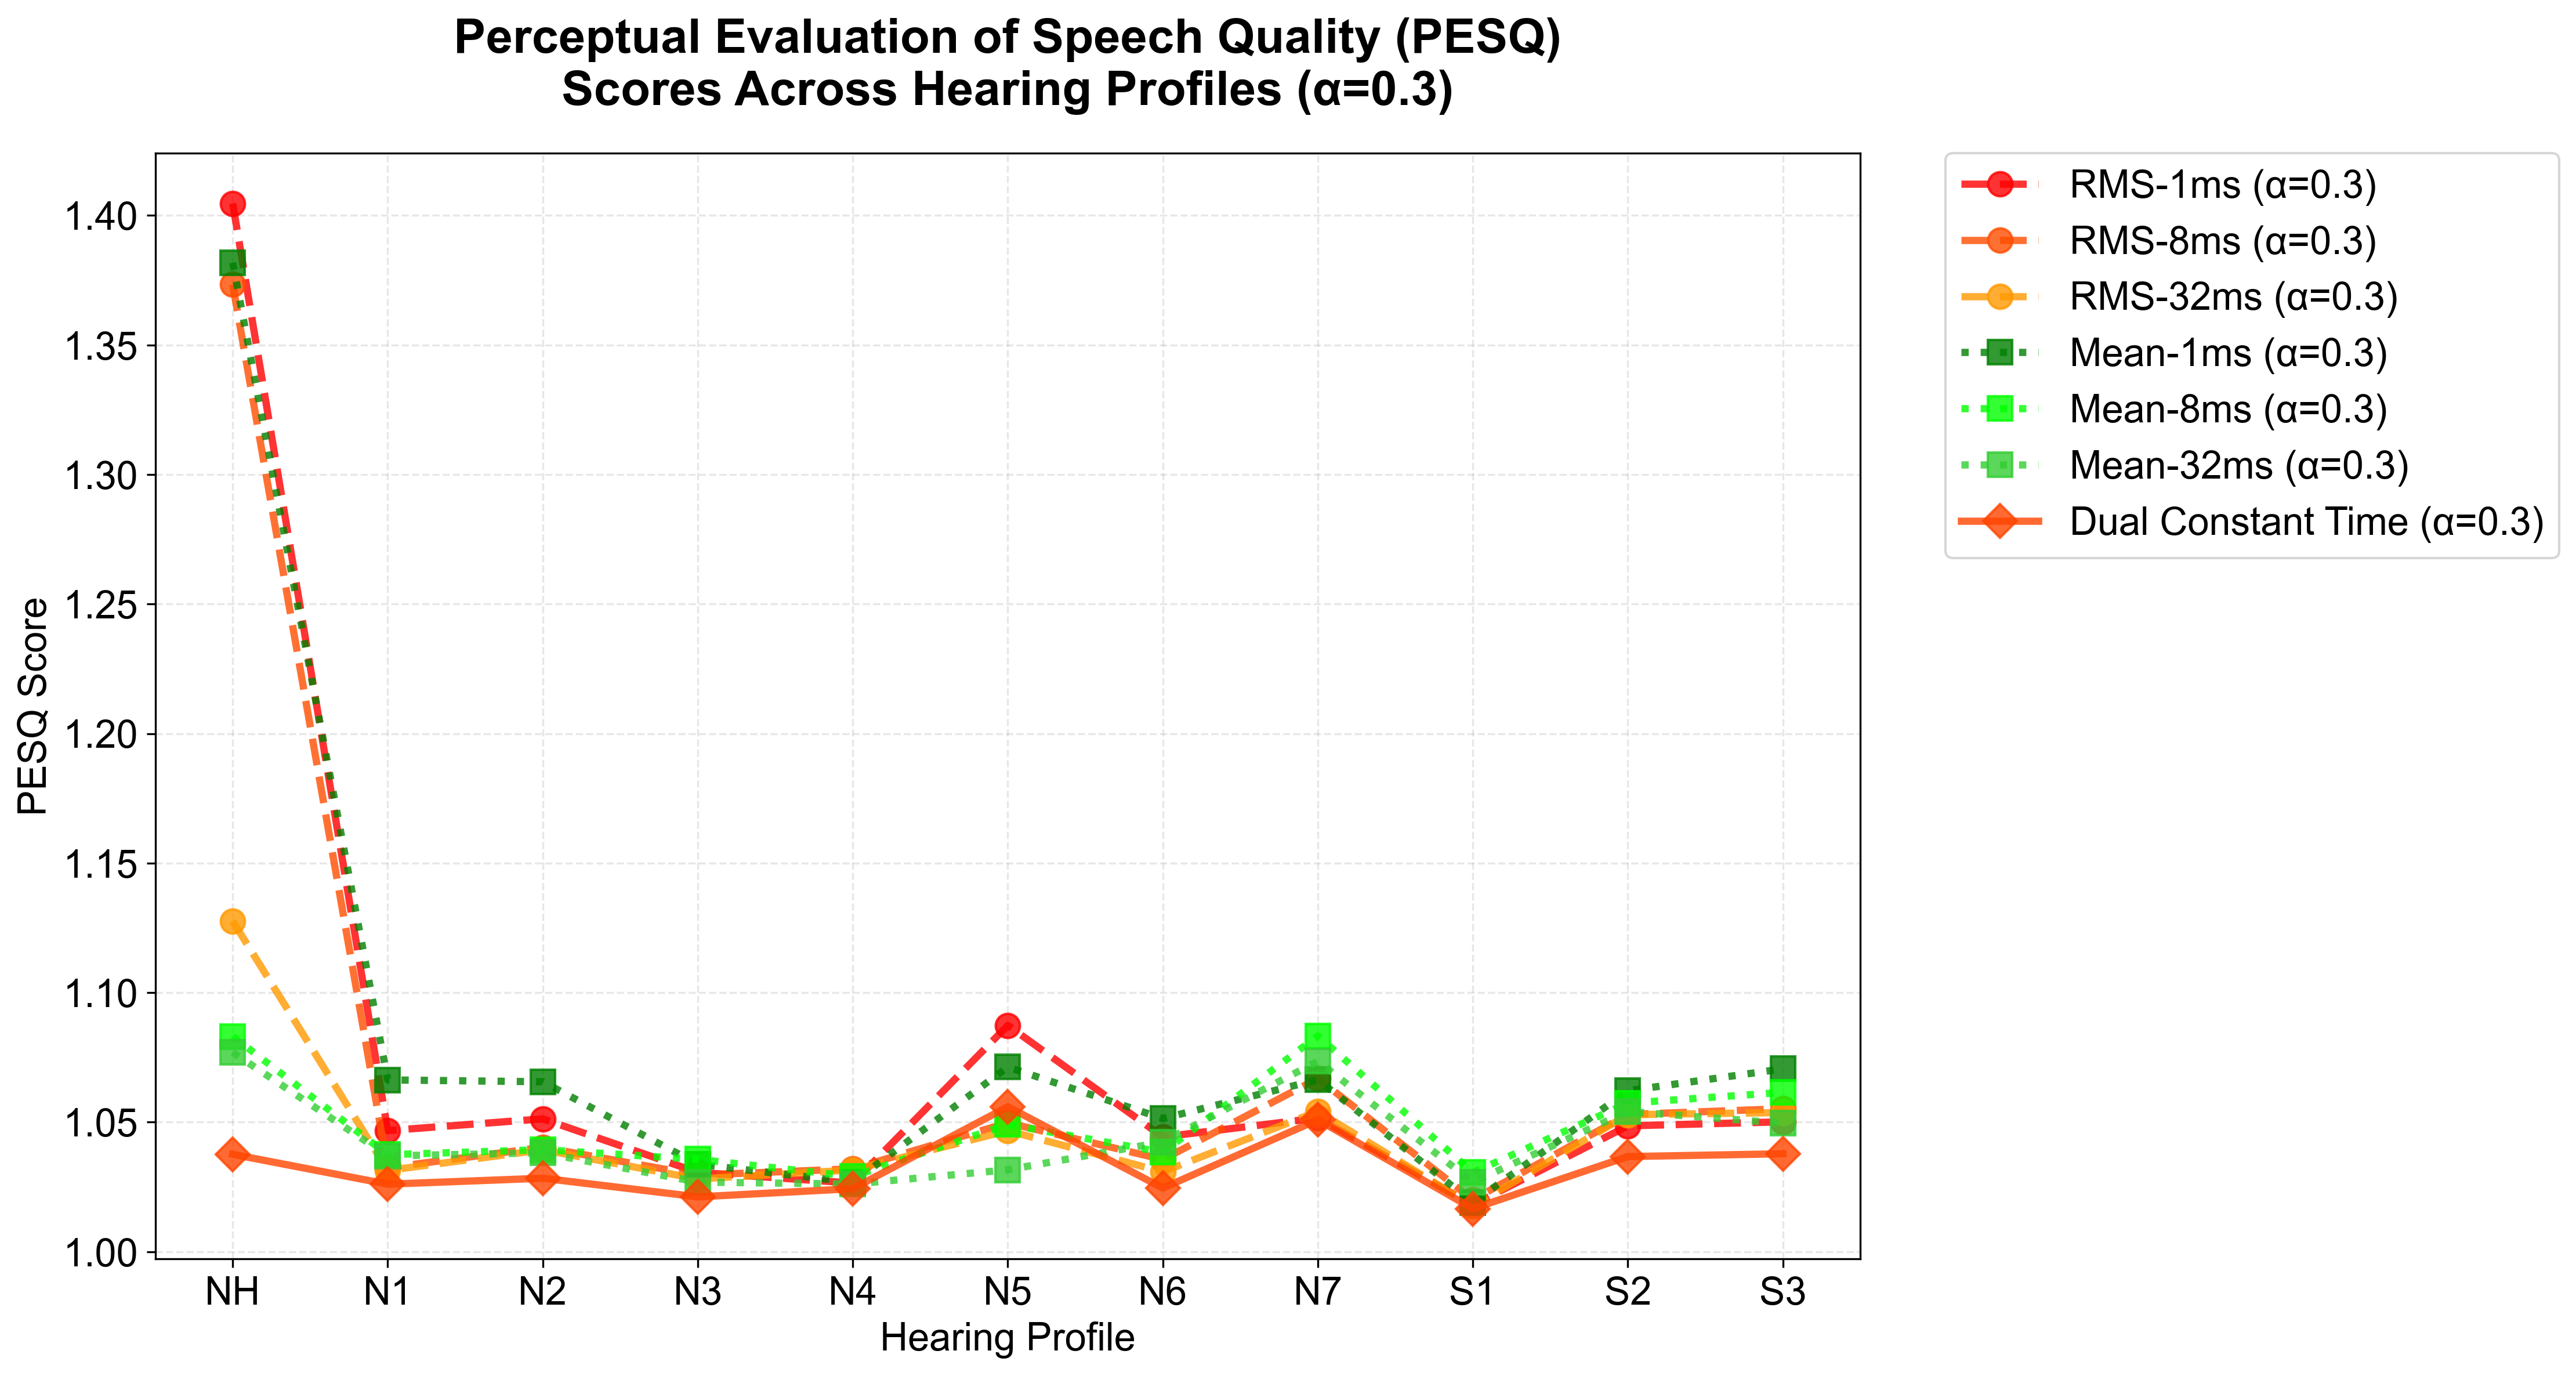 Perceptual Evaluation of Speech Quality (PESQ)
Scores Across Hearing Profiles (α=0.3)
PESQ Score
1.40
1.35
1.30
1.25
1.20
1.15
1.10
1.05
1.00
NH N1 N2 N3 N4 N5 N6 N7 S1 S2 S3
Hearing Profile
RMS-1ms (α=0.3)
RMS-8ms (α=0.3)
RMS-32ms (α=0.3)
Mean-1ms (α=0.3)
Mean-8ms (α=0.3)
Mean-32ms (α=0.3)
Dual Constant Time (α=0.3)